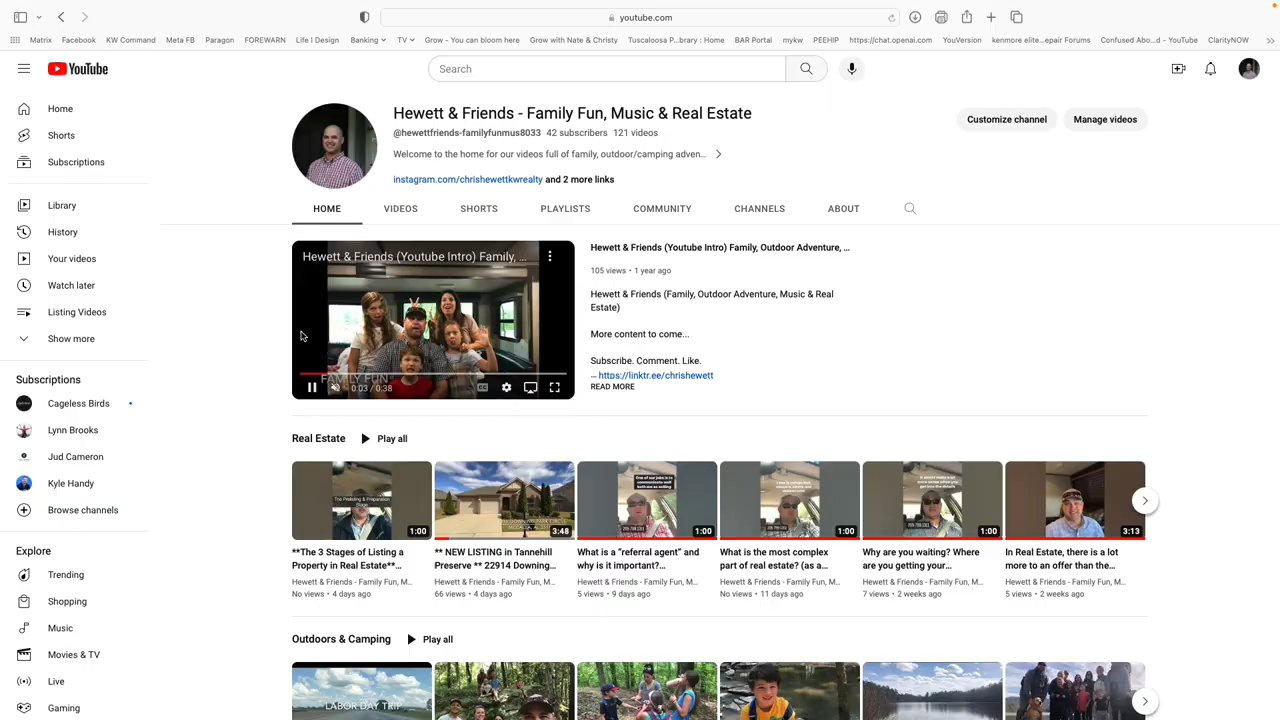 youtube.com
Matrix Facebook KW Command Meta FB Paragon FOREWARN Life I Design Banking TV Grow - You can bloom here Grow with Nate & Christy Tuscaloosa P...brary : Home BAR Portal mykw PEEHIP https://chat.openai.com YouVersion kenmore elite...epair Forums Confused Abo...d - YouTube ClarityNOW
YouTube
Search
Home
Shorts
Subscriptions
Library
History
Your videos
Watch later
Listing Videos
Show more
Subscriptions
Cageless Birds
Lynn Brooks
Jud Cameron
Kyle Handy
Browse channels
Explore
Trending
Shopping
Music
Movies & TV
Live
Gaming
Hewett & Friends - Family Fun, Music & Real Estate
@hewettfriends-familyfunmus8033 42 subscribers 121 videos
Welcome to the home for our videos full of family, outdoor/camping adven...
instagram.com/chrishewettkwrealty and 2 more links
Customize channel Manage videos
HOME VIDEOS SHORTS PLAYLISTS COMMUNITY CHANNELS ABOUT
Hewett & Friends (Youtube Intro) Family, ...
FAMILY FUN
0:03 / 0:38
Hewett & Friends (Youtube Intro) Family, Outdoor Adventure, ...
105 views • 1 year ago
Hewett & Friends (Family, Outdoor Adventure, Music & Real
Estate)
More content to come...
Subscribe. Comment. Like.
... https://linktr.ee/chrishewett
READ MORE
Real Estate Play all
The Prelisting & Preparation
Stage
1:00
3:48
One of our jobs is to
communicate well
1:00
1:00
1:00
3:13
**The 3 Stages of Listing a
Property in Real Estate**...
Hewett & Friends - Family Fun, M...
No views • 4 days ago
** NEW LISTING in Tannehill
Preserve ** 22914 Downing...
Hewett & Friends - Family Fun, M...
66 views • 4 days ago
What is a "referral agent" and
why is it important?...
Hewett & Friends - Family Fun, M...
5 views • 9 days ago
What is the most complex
part of real estate? (as a...
Hewett & Friends - Family Fun, M...
No views • 11 days ago
Why are you waiting? Where
are you getting your...
Hewett & Friends - Family Fun, M...
7 views • 2 weeks ago
In Real Estate, there is a lot
more to an offer than the...
Hewett & Friends - Family Fun, M...
5 views • 2 weeks ago
Outdoors & Camping Play all
LABOR DAY TRIP